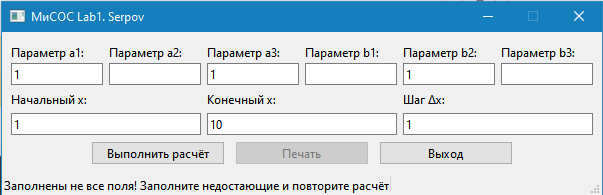 МиСОС Lab1. Serpov
Параметр a1: Параметр a2: Параметр a3: Параметр b1: Параметр b2: Параметр b3:
1 1 1
Начальный x: Конечный x: Шаг Δx:
1 10 1
Выполнить расчёт Печать Выход
Заполнены не все поля! Заполните недостающие и повторите расчёт